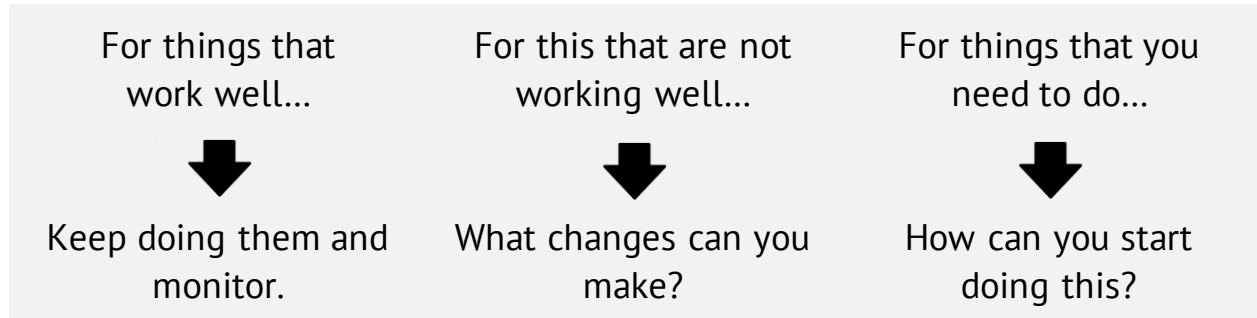 For things that
work well...
Keep doing them and
monitor.
For this that are not
working well...
What changes can you
make?
For things that you
need to do...
How can you start
doing this?